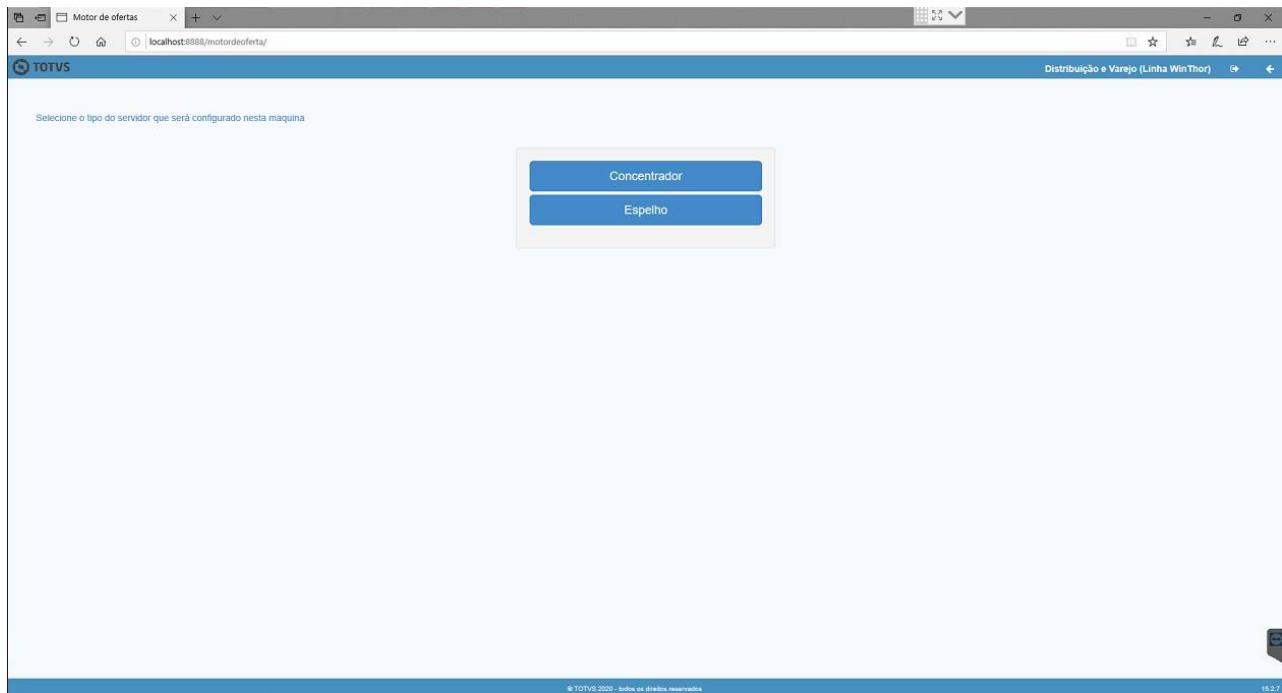 Motor de ofertas
localhost:8888/motordeoferta/
TOTVS
Distribuição e Varejo (Linha WinThor)
Selecione o tipo do servidor que será configurado nesta maquina
Concentrador
Espelho
© TOTVS 2020 - todos os direitos reservados
15.2.7